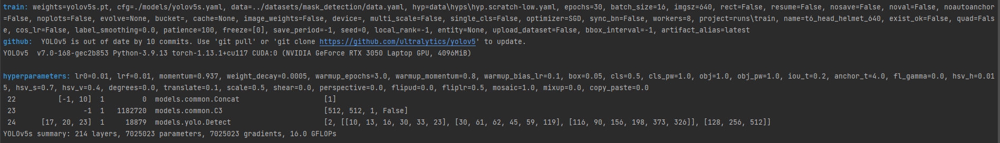 train: weights=yolov5s.pt, cfg=./models/yolov5s.yaml, data=../datasets/mask_detection/data.yaml, hyp=data\hyps\hyp.scratch-low.yaml, epochs=30, batch_size=16, imgsz=640, rect=False, resume=False, nosave=False, noval=False, noautoanchor
=False, noplots=False, evolve=None, bucket=, cache=None, image_weights=False, device=, multi_scale=False, single_cls=False, optimizer=SGD, sync_bn=False, workers=8, project=runs\train, name=t6_head_helmet_640, exist_ok=False, quad=Fals
e, cos_lr=False, label_smoothing=0.0, patience=100, freeze=[0], save_period=-1, seed=0, local_rank=-1, entity=None, upload_dataset=False, bbox_interval=-1, artifact_alias=latest
github:  YOLOv5 is out of date by 10 commits. Use 'git pull' or 'git clone https://github.com/ultralytics/yolov5' to update.
YOLOv5  v7.0-168-gec2b853 Python-3.9.13 torch-1.13.1+cu117 CUDA:0 (NVIDIA GeForce RTX 3050 Laptop GPU, 4096MiB)
hyperparameters: lr0=0.01, lrf=0.01, momentum=0.937, weight_decay=0.0005, warmup_epochs=3.0, warmup_momentum=0.8, warmup_bias_lr=0.1, box=0.05, cls=0.5, cls_pw=1.0, obj=1.0, obj_pw=1.0, iou_t=0.2, anchor_t=4.0, fl_gamma=0.0, hsv_h=0.01
5, hsv_s=0.7, hsv_v=0.4, degrees=0.0, translate=0.1, scale=0.5, shear=0.0, perspective=0.0, flipud=0.0, fliplr=0.5, mosaic=1.0, mixup=0.0, copy_paste=0.0
22          [-1, 10]  1         0  models.common.Concat                    [1]
23                -1  1   1182720  models.common.C3                        [512, 512, 1, False]
24      [17, 20, 23]  1     18879  models.yolo.Detect                      [2, [[10, 13, 16, 30, 33, 23], [30, 61, 62, 45, 59, 119], [116, 90, 156, 198, 373, 326]], [128, 256, 512]]
YOLOv5s summary: 214 layers, 7025023 parameters, 7025023 gradients, 16.0 GFLOPs